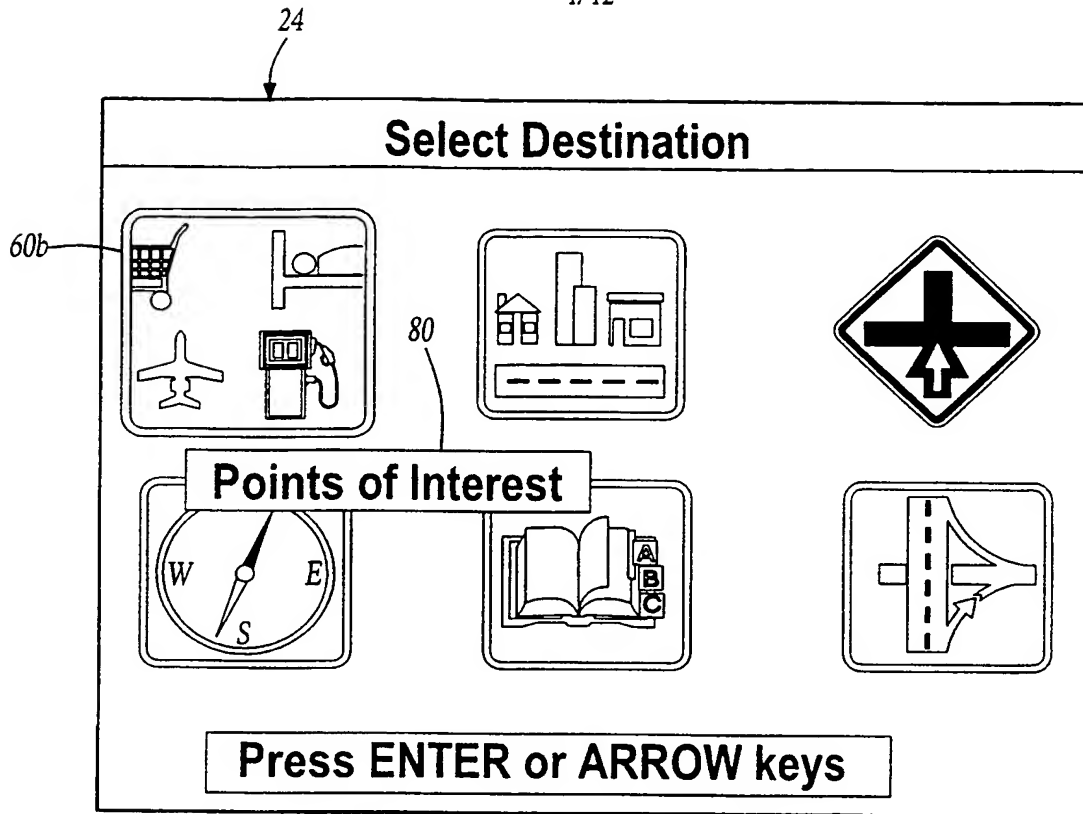 24
Select Destination
60b
80
Points of Interest
W
E
S
A
B
C
Press ENTER or ARROW keys